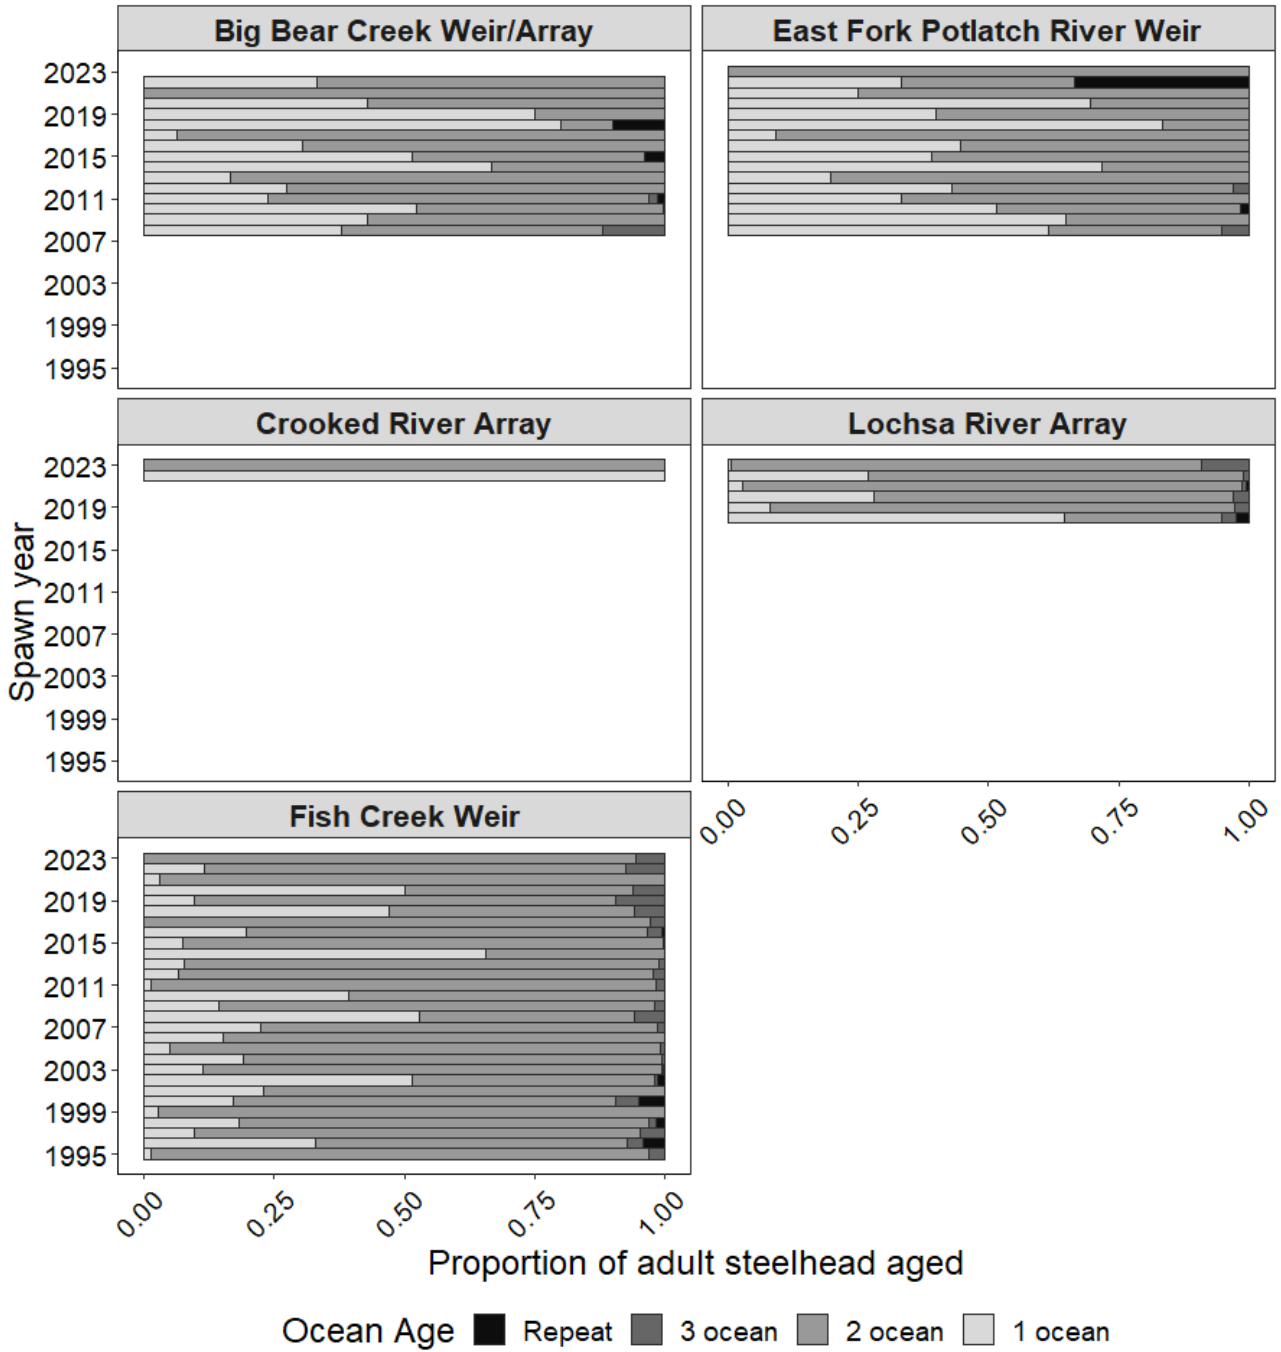 Big Bear Creek Weir/Array
East Fork Potlatch River Weir
2023
2019
2015
2011
2007
2003
1999
1995
Crooked River Array
Lochsa River Array
2023
2019
2015
2011
2007
2003
1999
1995
0.00 0.25 0.50 0.75 1.00
Fish Creek Weir
2023
2019
2015
2011
2007
2003
1999
1995
0.00 0.25 0.50 0.75 1.00
Spawn year
Proportion of adult steelhead aged
Ocean Age Repeat 3 ocean 2 ocean 1 ocean